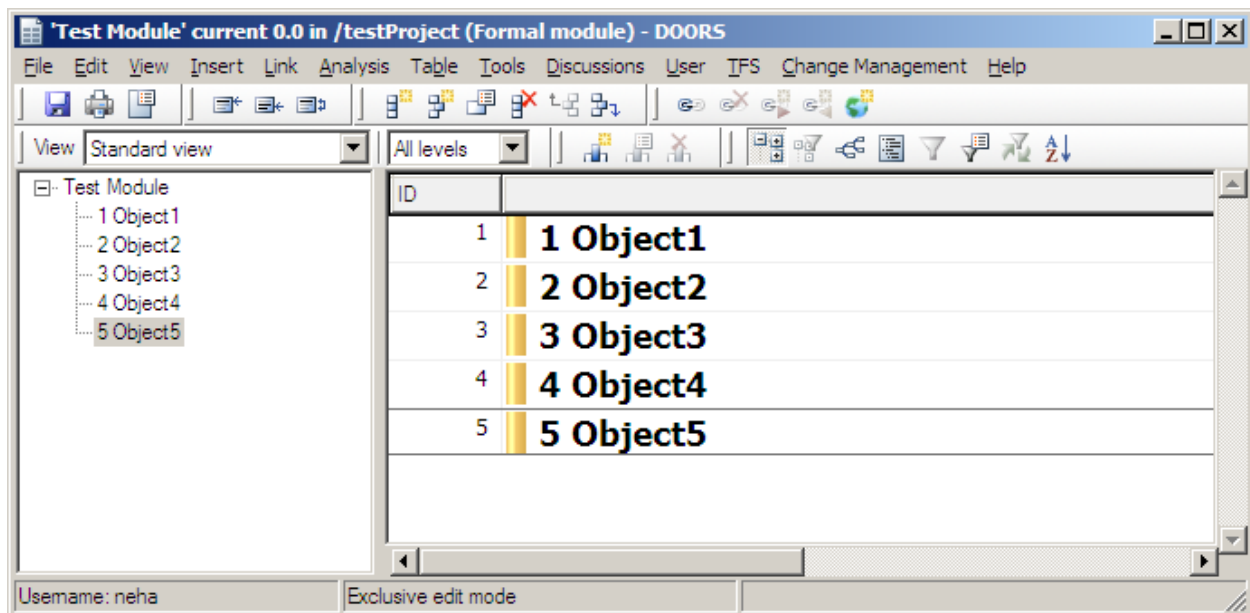 'Test Module' current 0.0 in /testProject (Formal module) - DOORS
File Edit View Insert Link Analysis Table Tools Discussions User TFS Change Management Help
View Standard view All levels
Test Module
1 Object1
2 Object2
3 Object3
4 Object4
5 Object5
ID
1 1 Object1
2 2 Object2
3 3 Object3
4 4 Object4
5 5 Object5
Username: neha Exclusive edit mode